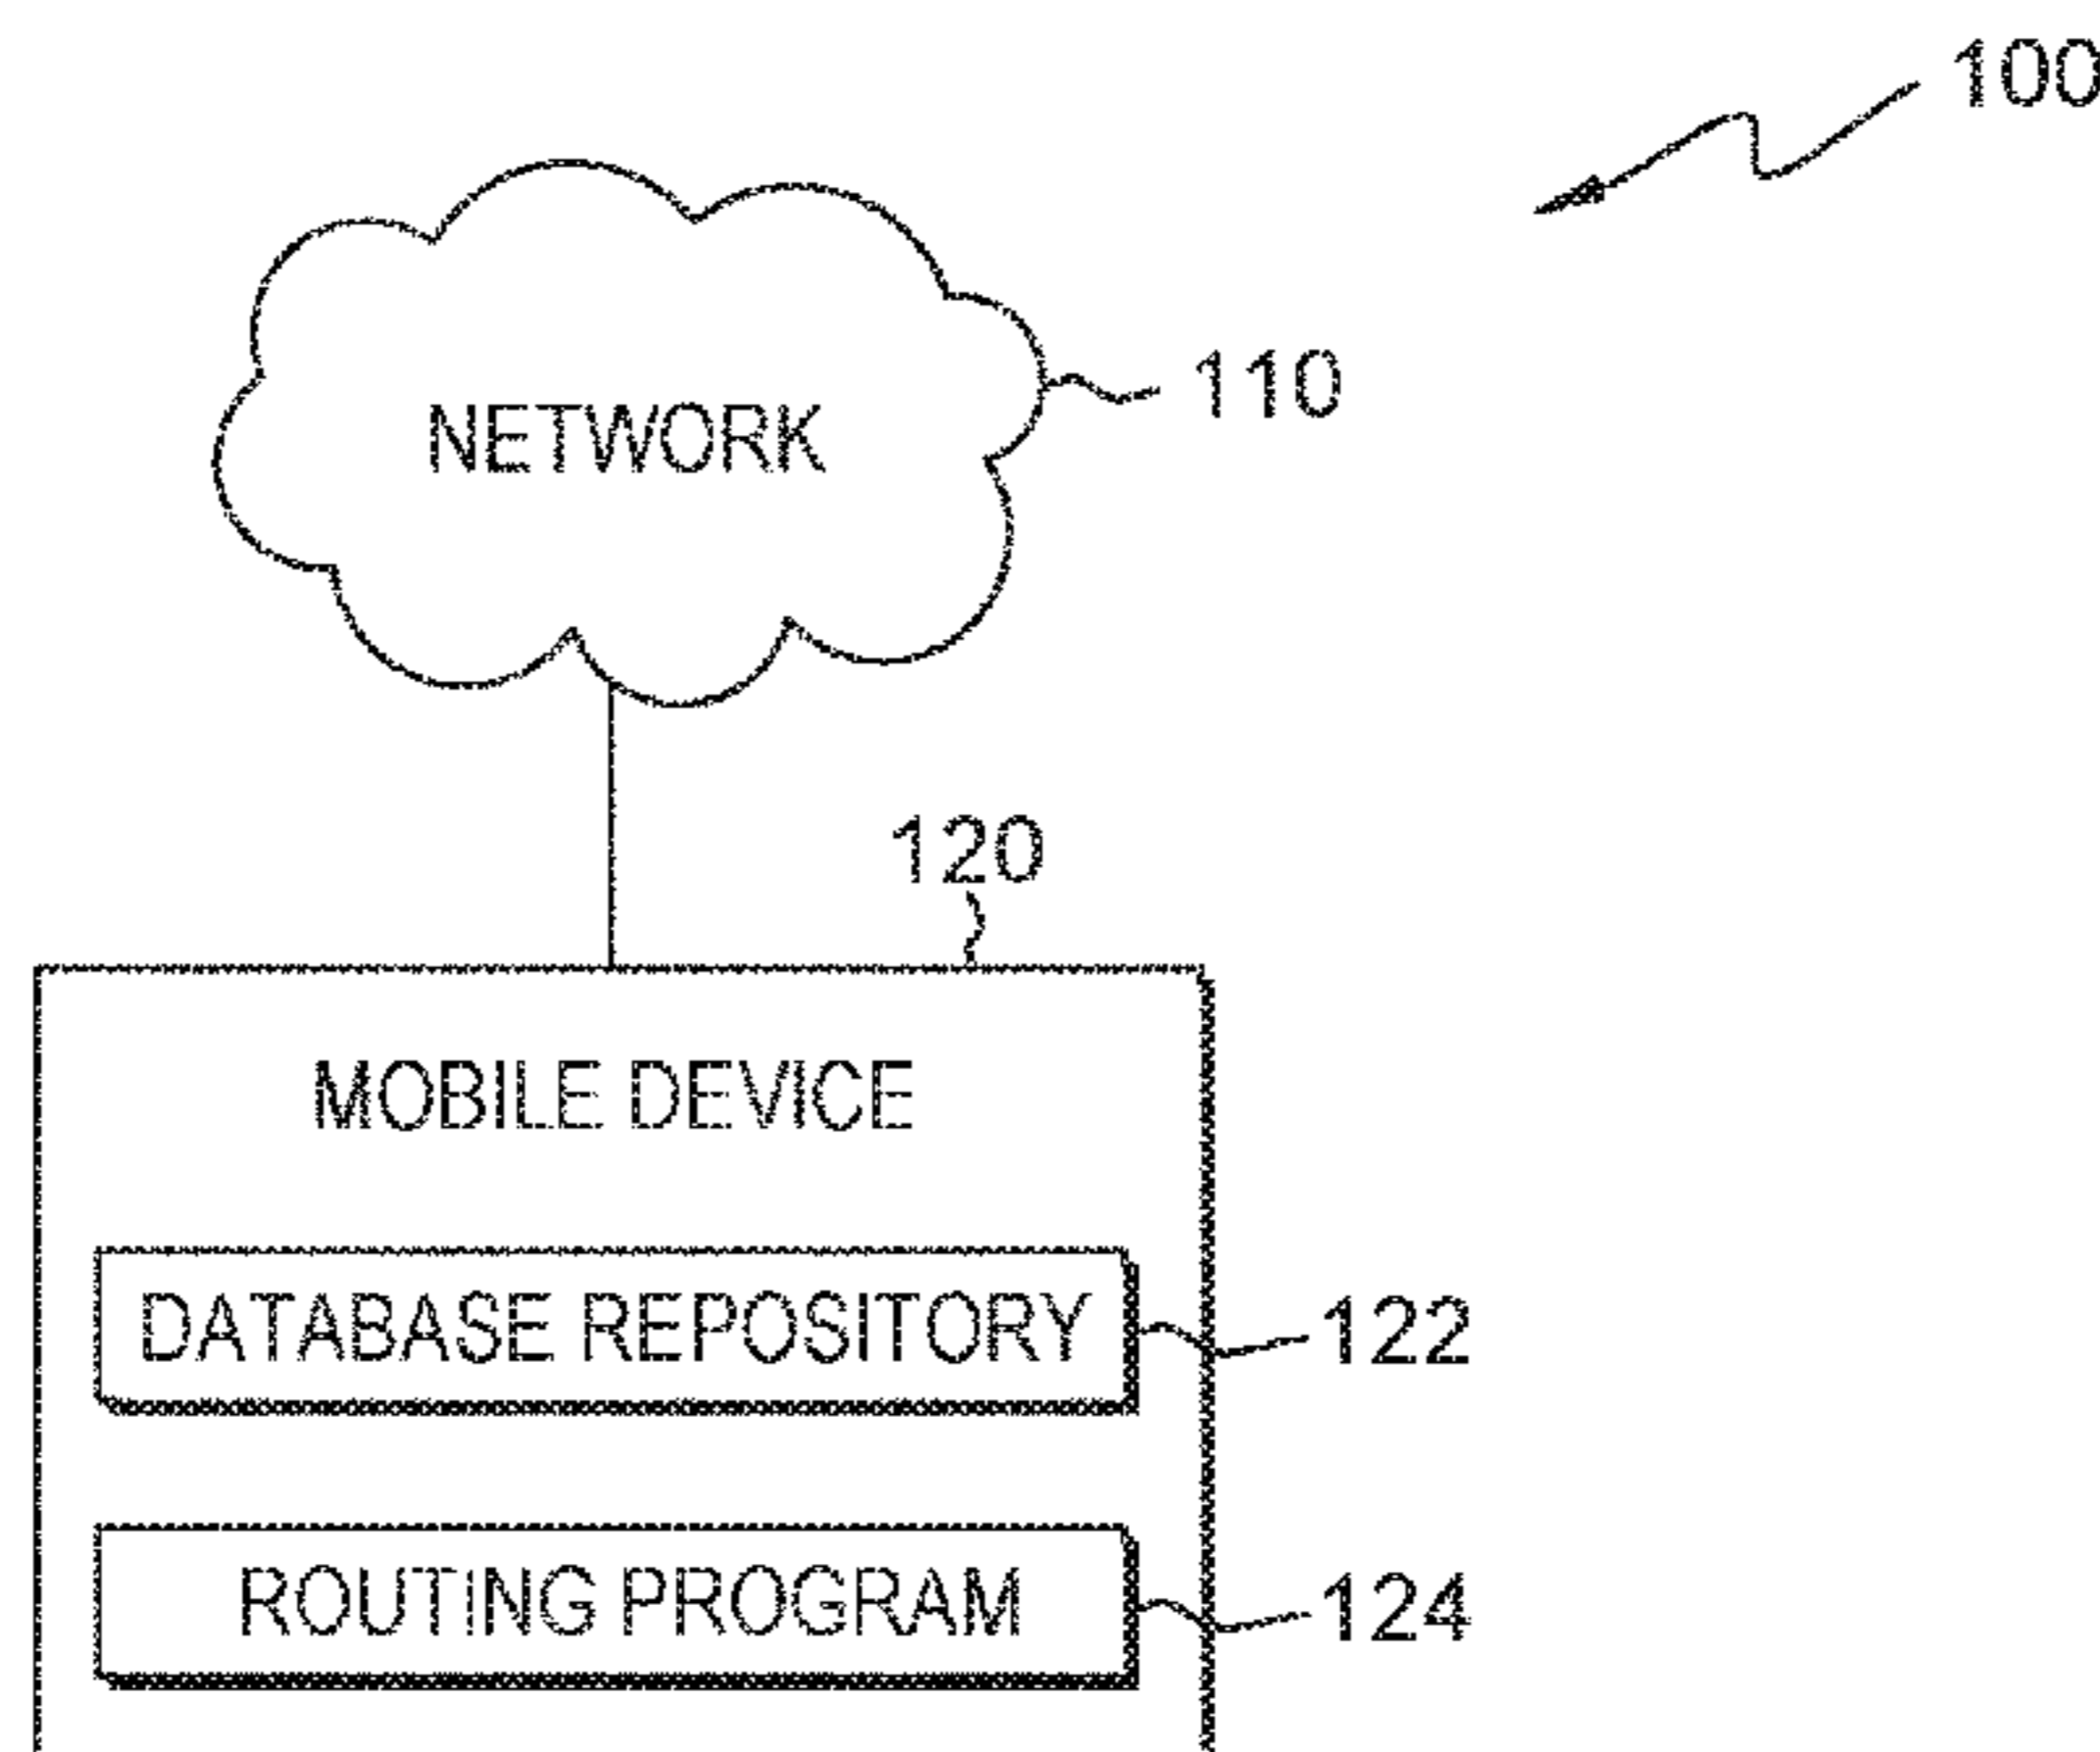 100
NETWORK
110
120
MOBILE DEVICE
DATABASE REPOSITORY
122
ROUTING PROGRAM
124